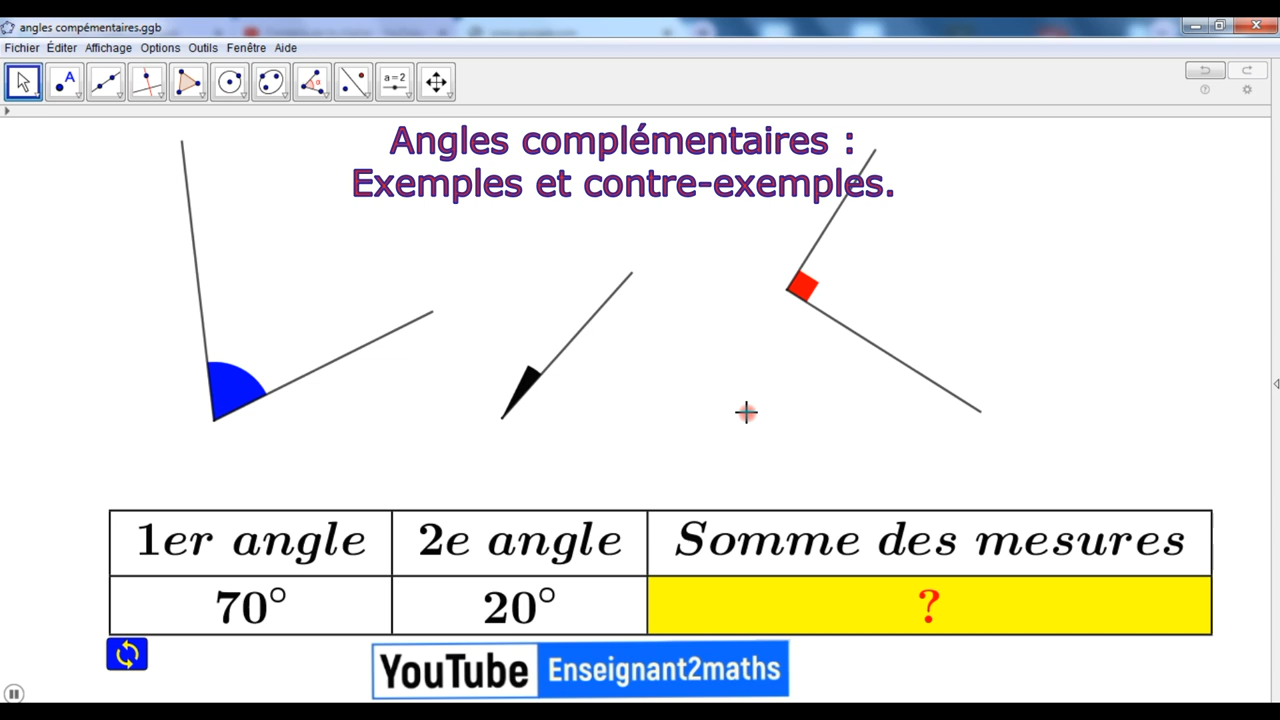 angles compémentaires.ggb
Fichier Éditer Affichage Options Outils Fenêtre Aide
A
α
a=2
Angles complémentaires :
Exemples et contre-exemples.
1er angle 2e angle Somme des mesures
70° 20° ?
YouTube Enseignant2maths